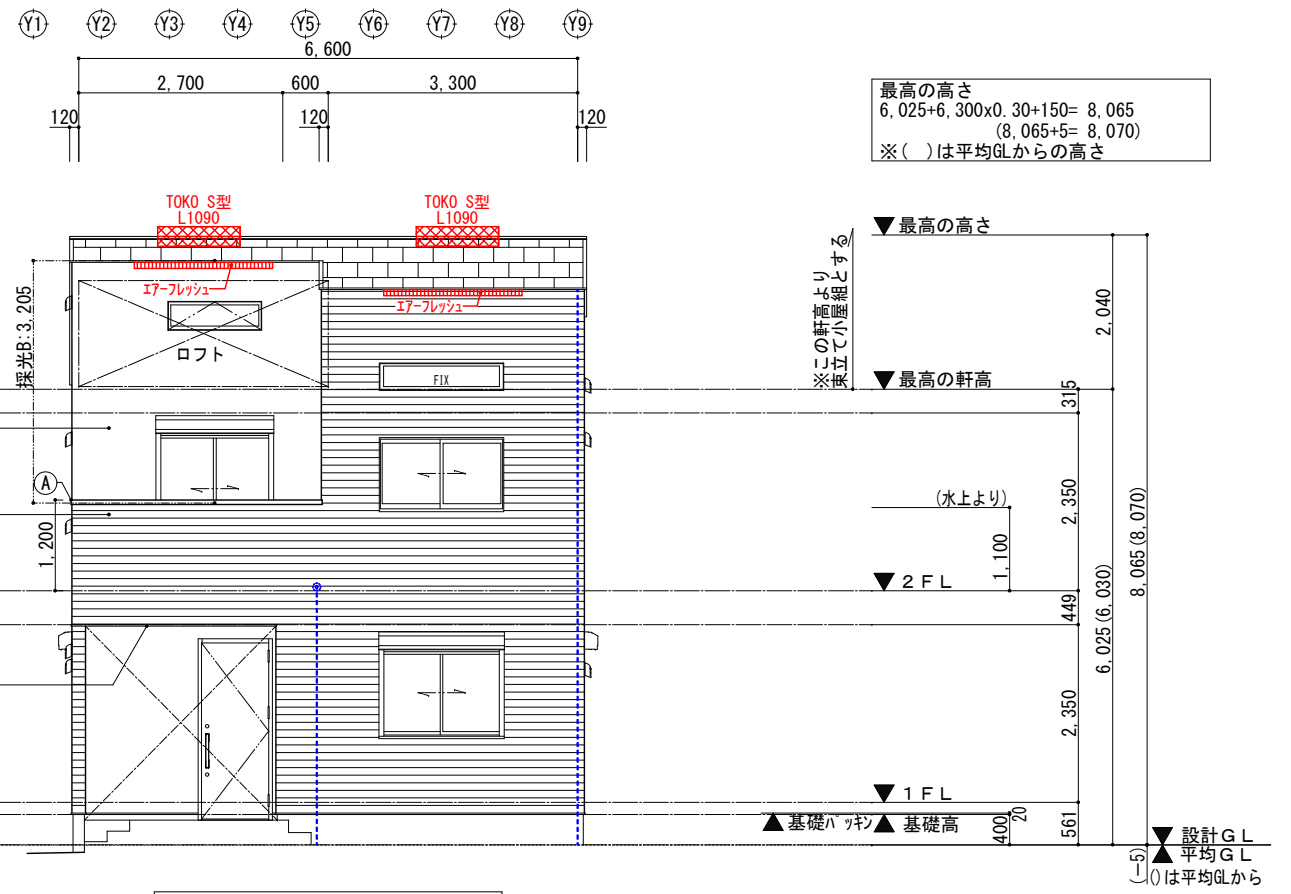 Y1 Y2 Y3 Y4 Y5 Y6 Y7 Y8 Y9
6,600
2,700 600 3,300
120 120 120
最高の高さ
6,025+6,300x0.30+150= 8,065
(8,065+5= 8,070)
※( )は平均GLからの高さ
TOKO S型
L1090
TOKO S型
L1090
エアーフレッシュ
エアーフレッシュ
採光B:3,205
ロフト
FIX
A
1,200
※この軒高より
束立て小屋組とする
▼最高の高さ
2,040
▼最高の軒高
315
(水上より)
2,350
1,100
8,065(8,070)
▼2FL
449
6,025(6,030)
2,350
▼1FL
20
▲基礎パッキン▲ 基礎高
400
561
▼ 設計GL
▲ 平均GL
(-5)
()は平均GLから